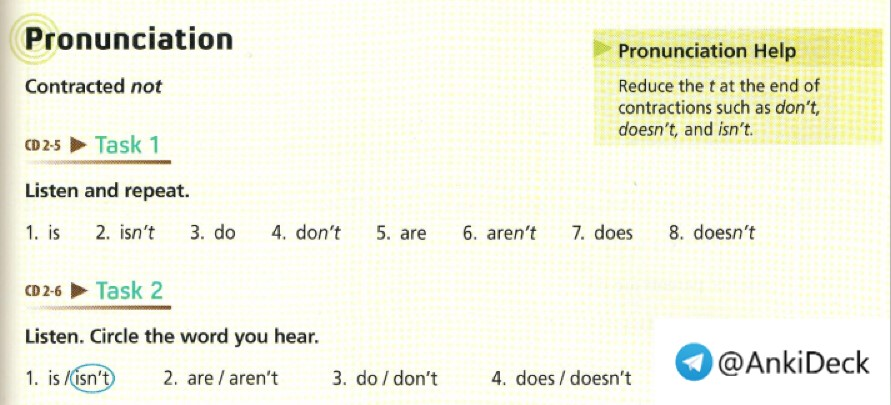 Pronunciation
Contracted not
CD 2-5 ▶ Task 1
Listen and repeat.
1. is 2. isn't 3. do 4. don't 5. are 6. aren't 7. does 8. doesn't
CD 2-6 ▶ Task 2
Listen. Circle the word you hear.
1. is / isn't 2. are / aren't 3. do / don't 4. does / doesn't
Pronunciation Help
Reduce the t at the end of
contractions such as don't,
doesn't, and isn't.
@AnkiDeck